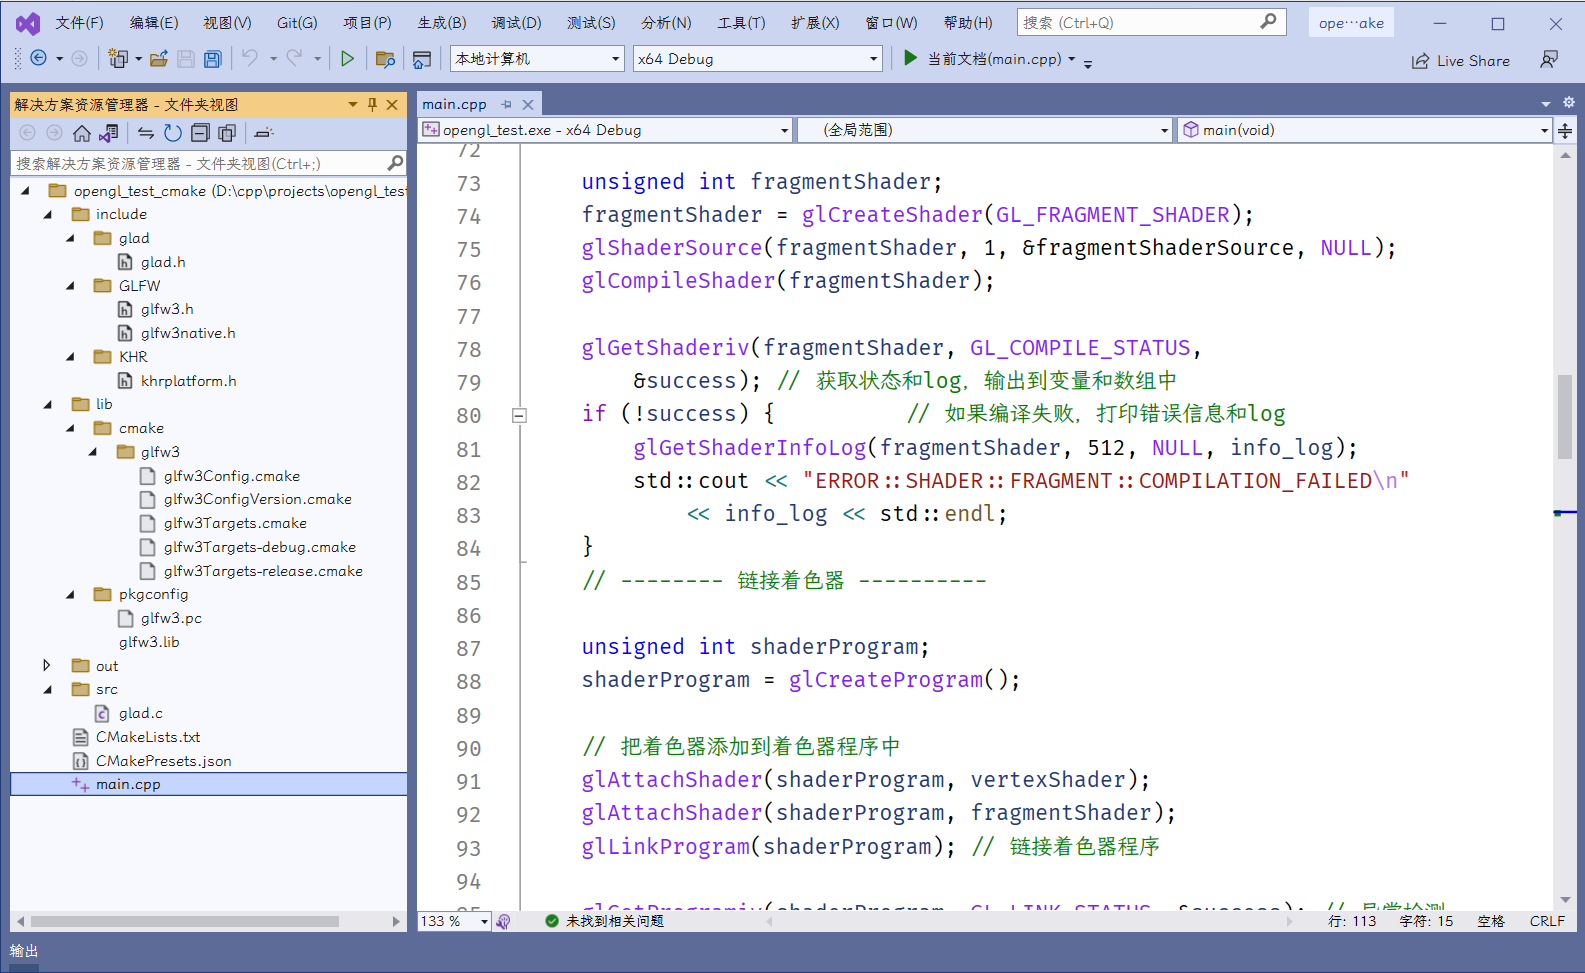 文件(F) 编辑(E) 视图(V) Git(G) 项目(P) 生成(B) 调试(D) 测试(S) 分析(N) 工具(T) 扩展(X) 窗口(W) 帮助(H) 搜索 (Ctrl+Q) ope⋯ake
本地计算机 x64 Debug 当前文档(main.cpp) Live Share
解决方案资源管理器 - 文件夹视图
搜索解决方案资源管理器 - 文件夹视图(Ctrl+;)
opengl_test_cmake (D:\cpp\projects\opengl_test
include
glad
glad.h
GLFW
glfw3.h
glfw3native.h
KHR
khrplatform.h
lib
cmake
glfw3
glfw3Config.cmake
glfw3ConfigVersion.cmake
glfw3Targets.cmake
glfw3Targets-debug.cmake
glfw3Targets-release.cmake
pkgconfig
glfw3.pc
glfw3.lib
out
src
glad.c
CMakeLists.txt
CMakePresets.json
main.cpp
main.cpp
opengl_test.exe - x64 Debug (全局范围) main(void)
72
73 unsigned int fragmentShader;
74 fragmentShader = glCreateShader(GL_FRAGMENT_SHADER);
75 glShaderSource(fragmentShader, 1, &fragmentShaderSource, NULL);
76 glCompileShader(fragmentShader);
77
78 glGetShaderiv(fragmentShader, GL_COMPILE_STATUS,
79 &success); // 获取状态和log，输出到变量和数组中
80 if (!success) { // 如果编译失败，打印错误信息和log
81 glGetShaderInfoLog(fragmentShader, 512, NULL, info_log);
82 std::cout << "ERROR::SHADER::FRAGMENT::COMPILATION_FAILED\n"
83 << info_log << std::endl;
84 }
85 // -------- 链接着色器 ----------
86
87 unsigned int shaderProgram;
88 shaderProgram = glCreateProgram();
89
90 // 把着色器添加到着色器程序中
91 glAttachShader(shaderProgram, vertexShader);
92 glAttachShader(shaderProgram, fragmentShader);
93 glLinkProgram(shaderProgram); // 链接着色器程序
94
95 glGetProgramiv(shaderProgram, GL_LINK_STATUS, &success); // 异常检测
133 % 未找到相关问题 行: 113 字符: 15 空格 CRLF
输出